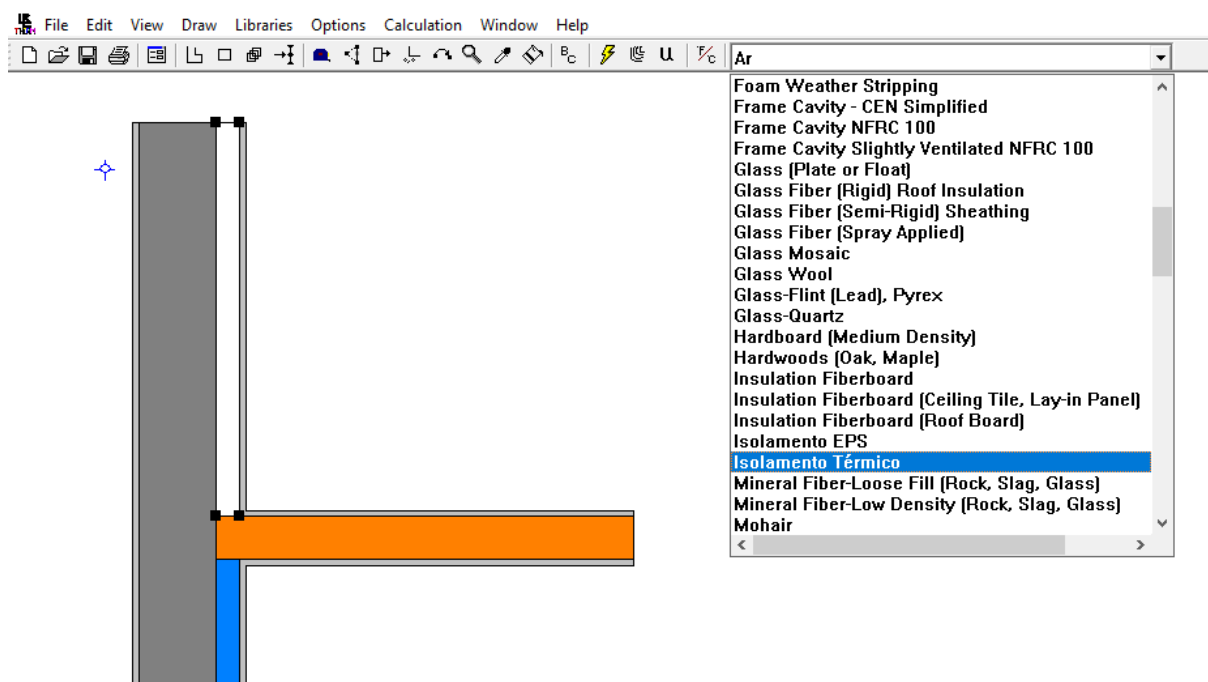 File Edit View Draw Libraries Options Calculation Window Help
BC U F/C Ar
Foam Weather Stripping
Frame Cavity - CEN Simplified
Frame Cavity NFRC 100
Frame Cavity Slightly Ventilated NFRC 100
Glass (Plate or Float)
Glass Fiber (Rigid) Roof Insulation
Glass Fiber (Semi-Rigid) Sheathing
Glass Fiber (Spray Applied)
Glass Mosaic
Glass Wool
Glass-Flint (Lead), Pyrex
Glass-Quartz
Hardboard (Medium Density)
Hardwoods (Oak, Maple)
Insulation Fiberboard
Insulation Fiberboard (Ceiling Tile, Lay-in Panel)
Insulation Fiberboard (Roof Board)
Isolamento EPS
Isolamento Térmico
Mineral Fiber-Loose Fill (Rock, Slag, Glass)
Mineral Fiber-Low Density (Rock, Slag, Glass)
Mohair